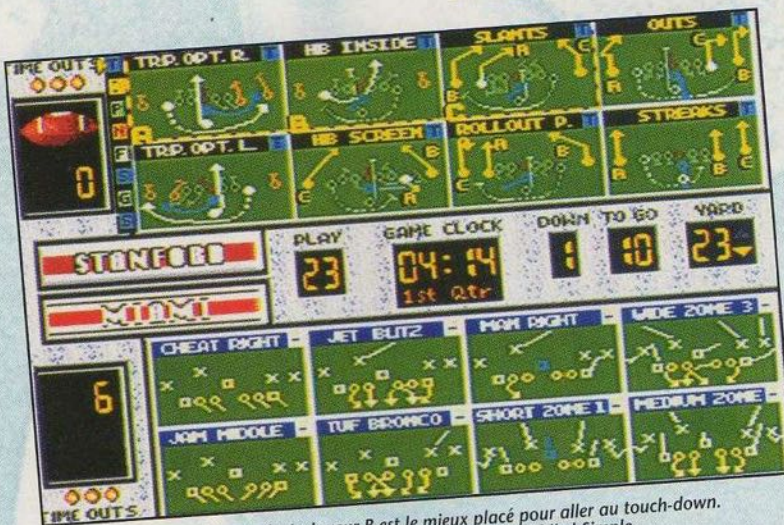 TIME OUTS
TRP. OPT. R.
HB INSIDE
SLANTS
OUTS
TRP. OPT. L.
HB SCREEN
ROLLOUT P.
STREAKS
0
STANFORD
MIAMI
PLAY
23
GAME CLOCK
04:14
1st Qtr
DOWN
1
TO GO
10
YARD
23
6
TIME OUTS
CHEAT RIGHT
JET BLITZ
MAN RIGHT
WIDE ZONE 3
JAM MIDDLE
TUF BRONCO
SHORT ZONE 1
MEDIUM ZONE
est le mieux placé pour aller au touch-down.